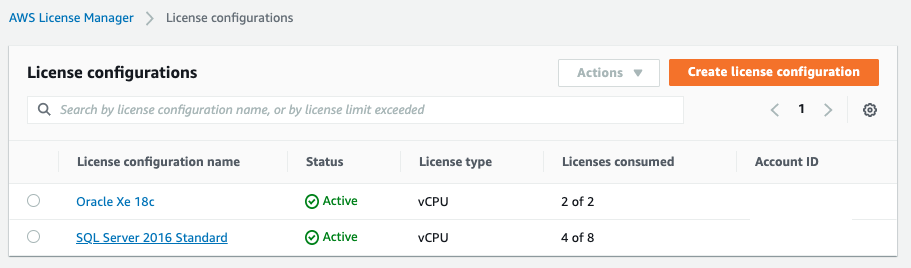 AWS License Manager > License configurations
License configurations
Actions
Create license configuration
Search by license configuration name, or by license limit exceeded
1
License configuration name Status License type Licenses consumed Account ID
Oracle Xe 18c Active vCPU 2 of 2
SQL Server 2016 Standard Active vCPU 4 of 8